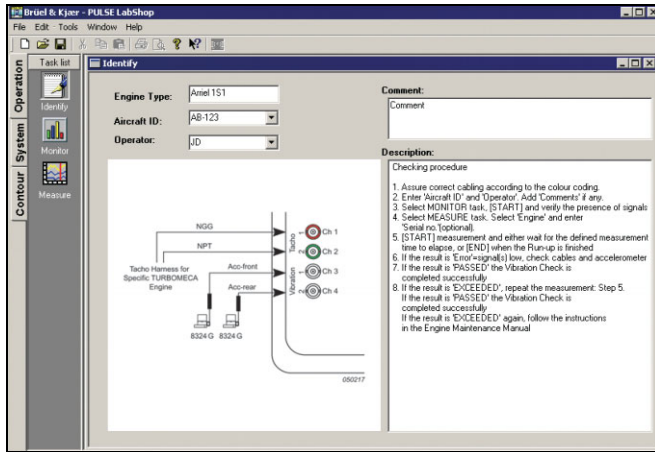 Brüel & Kjær - PULSE LabShop
File Edit Tools Window Help
Operation
System
Contour
Task list
Identify
Monitor
Measure
Identify
Engine Type:
Arriel 1S1
Aircraft ID:
AB-123
Operator:
JD
Comment:
Comment
Description:
Checking procedure
1. Assure correct cabling according to the colour coding.
2. Enter 'Aircraft ID' and 'Operator'. Add 'Comments' if any.
3. Select MONITOR task, [START] and verify the presence of signals
4. Select MEASURE task. Select 'Engine' and enter
'Serial no.'(optional).
5. [START] measurement and either wait for the defined measurement
time to elapse, or [END] when the Run-up is finished
6. If the result is 'Error'=signal(s) low, check cables and accelerometer
7. If the result is 'PASSED' the Vibration Check is
completed successfully
8. If the result is 'EXCEEDED', repeat the measurement: Step 5.
If the result is 'PASSED' the Vibration Check is
completed successfully
If the result is 'EXCEEDED' again, follow the instructions
in the Engine Maintenance Manual
NGG
NPT
Tacho Harness for
Specific TURBOMECA
Engine
Acc-front
Acc-rear
8324 G 8324 G
Tacho
1
2
Vibration
1
2
Ch 1
Ch 2
Ch 3
Ch 4
050217